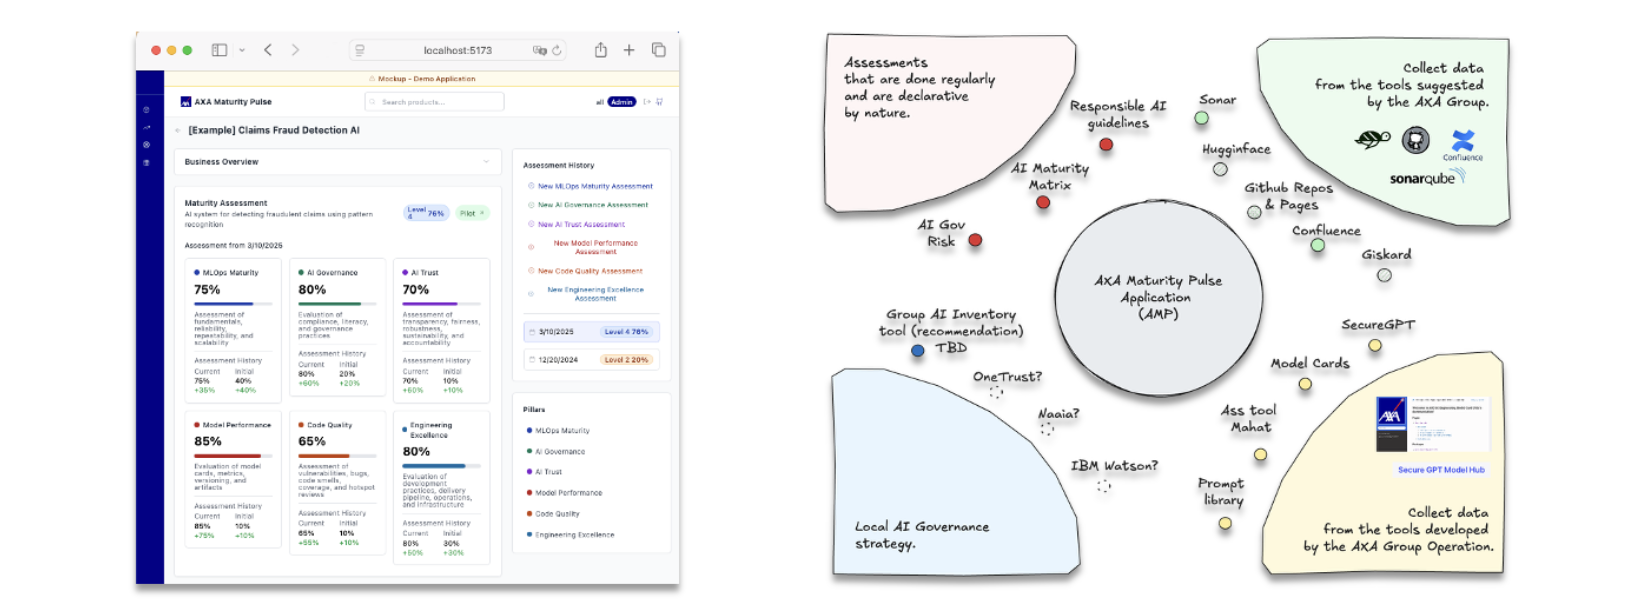 localhost:5173
Mockup - Demo Application
AXA Maturity Pulse
Search products...
all Admin
[Example] Claims Fraud Detection AI
Business Overview
Maturity Assessment
AI system for detecting fraudulent claims using pattern
recognition
Level
4
76%
Pilot
Assessment from 3/10/2025
MLOps Maturity
75%
Assessment of
fundamentals,
reliability,
repeatability, and
scalability
Assessment History
Current Initial
75% 40%
+35% +40%
AI Governance
80%
Evaluation of
compliance, literacy,
and governance
practices
Assessment History
Current Initial
80% 20%
+60% +20%
AI Trust
70%
Assessment of
transparency, fairness,
robustness,
sustainability, and
accountability
Assessment History
Current Initial
70% 10%
+60% +10%
Model Performance
85%
Evaluation of model
cards, metrics,
versioning, and
artifacts
Assessment History
Current Initial
85% 10%
+75% +10%
Code Quality
65%
Assessment of
vulnerabilities, bugs,
code smells,
coverage, and hotspot
reviews
Assessment History
Current Initial
65% 10%
+55% +10%
Engineering
Excellence
80%
Evaluation of
development
practices, delivery
pipeline, operations,
and infrastructure
Assessment History
Current Initial
80% 30%
+50% +30%
Assessment History
New MLOps Maturity Assessment
New AI Governance Assessment
New AI Trust Assessment
New Model Performance
Assessment
New Code Quality Assessment
New Engineering Excellence
Assessment
3/10/2025 Level 4 76%
12/20/2024 Level 2 20%
Pillars
MLOps Maturity
AI Governance
AI Trust
Model Performance
Code Quality
Engineering Excellence
Assessments
that are done regularly
and are declarative
by nature.
Responsible AI
guidelines
AI Maturity
Matrix
AI Gov
Risk
Sonar
Hugginface
Github Repos
& Pages
Confluence
Giskard
Collect data
from the tools suggested
by the AXA Group.
Confluence
sonarqube
AXA Maturity Pulse
Application
(AMP)
Group AI Inventory
tool (recommendation)
TBD
OneTrust?
Naaia?
IBM Watson?
Local AI Governance
strategy.
SecureGPT
Model Cards
Ass tool
Mahat
Prompt
library
AXA
Secure GPT Model Hub
Collect data
from the tools developed
by the AXA Group Operation.